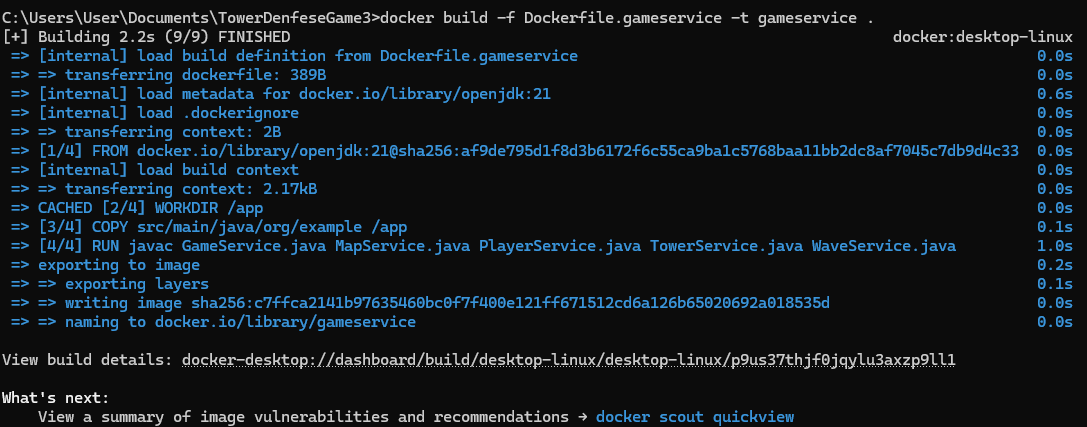 C:\Users\User\Documents\TowerDenfeseGame3>docker build -f Dockerfile.gameservice -t gameservice .
[+] Building 2.2s (9/9) FINISHED docker:desktop-linux
=> [internal] load build definition from Dockerfile.gameservice 0.0s
=> => transferring dockerfile: 389B 0.0s
=> [internal] load metadata for docker.io/library/openjdk:21 0.6s
=> [internal] load .dockerignore 0.0s
=> => transferring context: 2B 0.0s
=> [1/4] FROM docker.io/library/openjdk:21@sha256:af9de795d1f8d3b6172f6c55ca9ba1c5768baa11bb2dc8af7045c7db9d4c33 0.0s
=> [internal] load build context 0.0s
=> => transferring context: 2.17kB 0.0s
=> CACHED [2/4] WORKDIR /app 0.0s
=> [3/4] COPY src/main/java/org/example /app 0.1s
=> [4/4] RUN javac GameService.java MapService.java PlayerService.java TowerService.java WaveService.java 1.0s
=> exporting to image 0.2s
=> => exporting layers 0.1s
=> => writing image sha256:c7ffca2141b97635460bc0f7f400e121ff671512cd6a126b65020692a018535d 0.0s
=> => naming to docker.io/library/gameservice 0.0s
View build details: docker-desktop://dashboard/build/desktop-linux/desktop-linux/p9us37thjf0jqylu3axzp9ll1
What's next:
View a summary of image vulnerabilities and recommendations → docker scout quickview